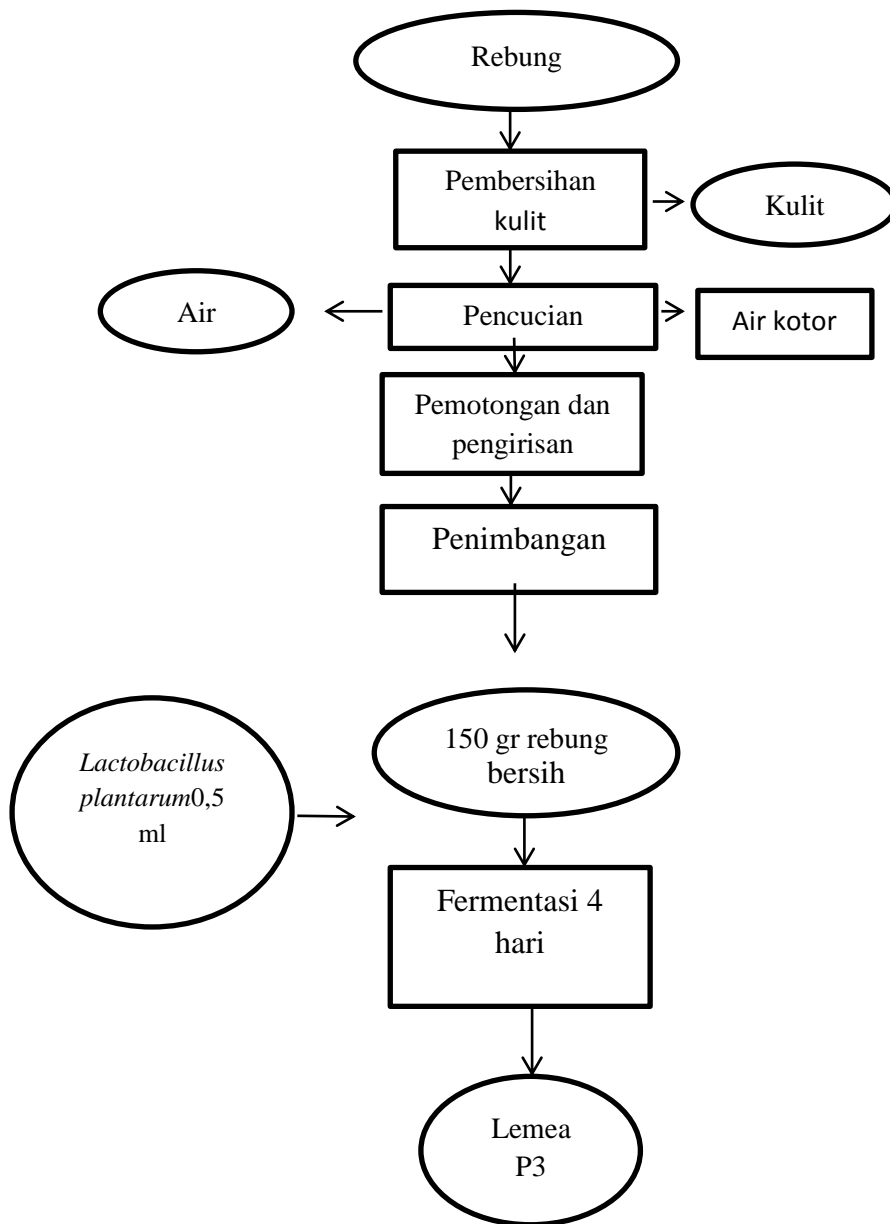 Rebung
Pembersihan
kulit
Kulit
Air
Pencucian
Air kotor
Pemotongan dan
pengirisan
Penimbangan
Lactobacillus
plantarum0,5
ml
150 gr rebung
bersih
Fermentasi 4
hari
Lemea
P3